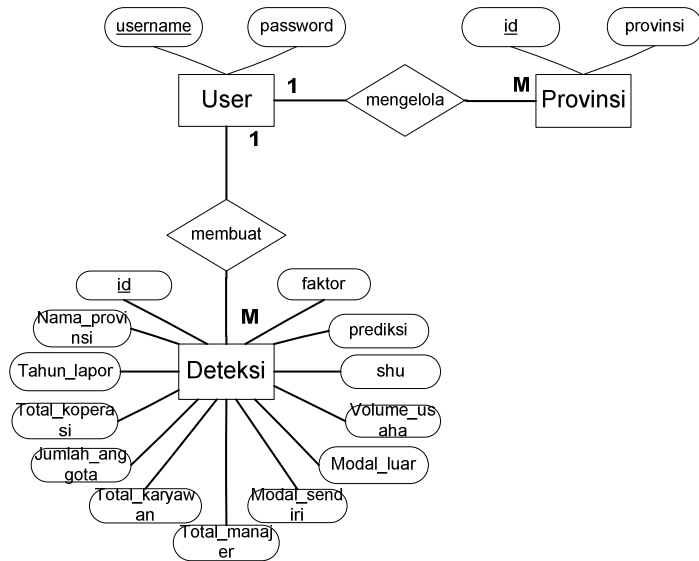 username
password
id
provinsi
User
1
mengelola
M
Provinsi
1
membuat
id
faktor
M
Nama_provi
nsi
prediksi
Tahun_lapor
Deteksi
shu
Total_kopera
si
Volume_us
aha
Jumlah_ang
gota
Modal_luar
Total_karyaw
an
Modal_send
iri
Total_manaj
er